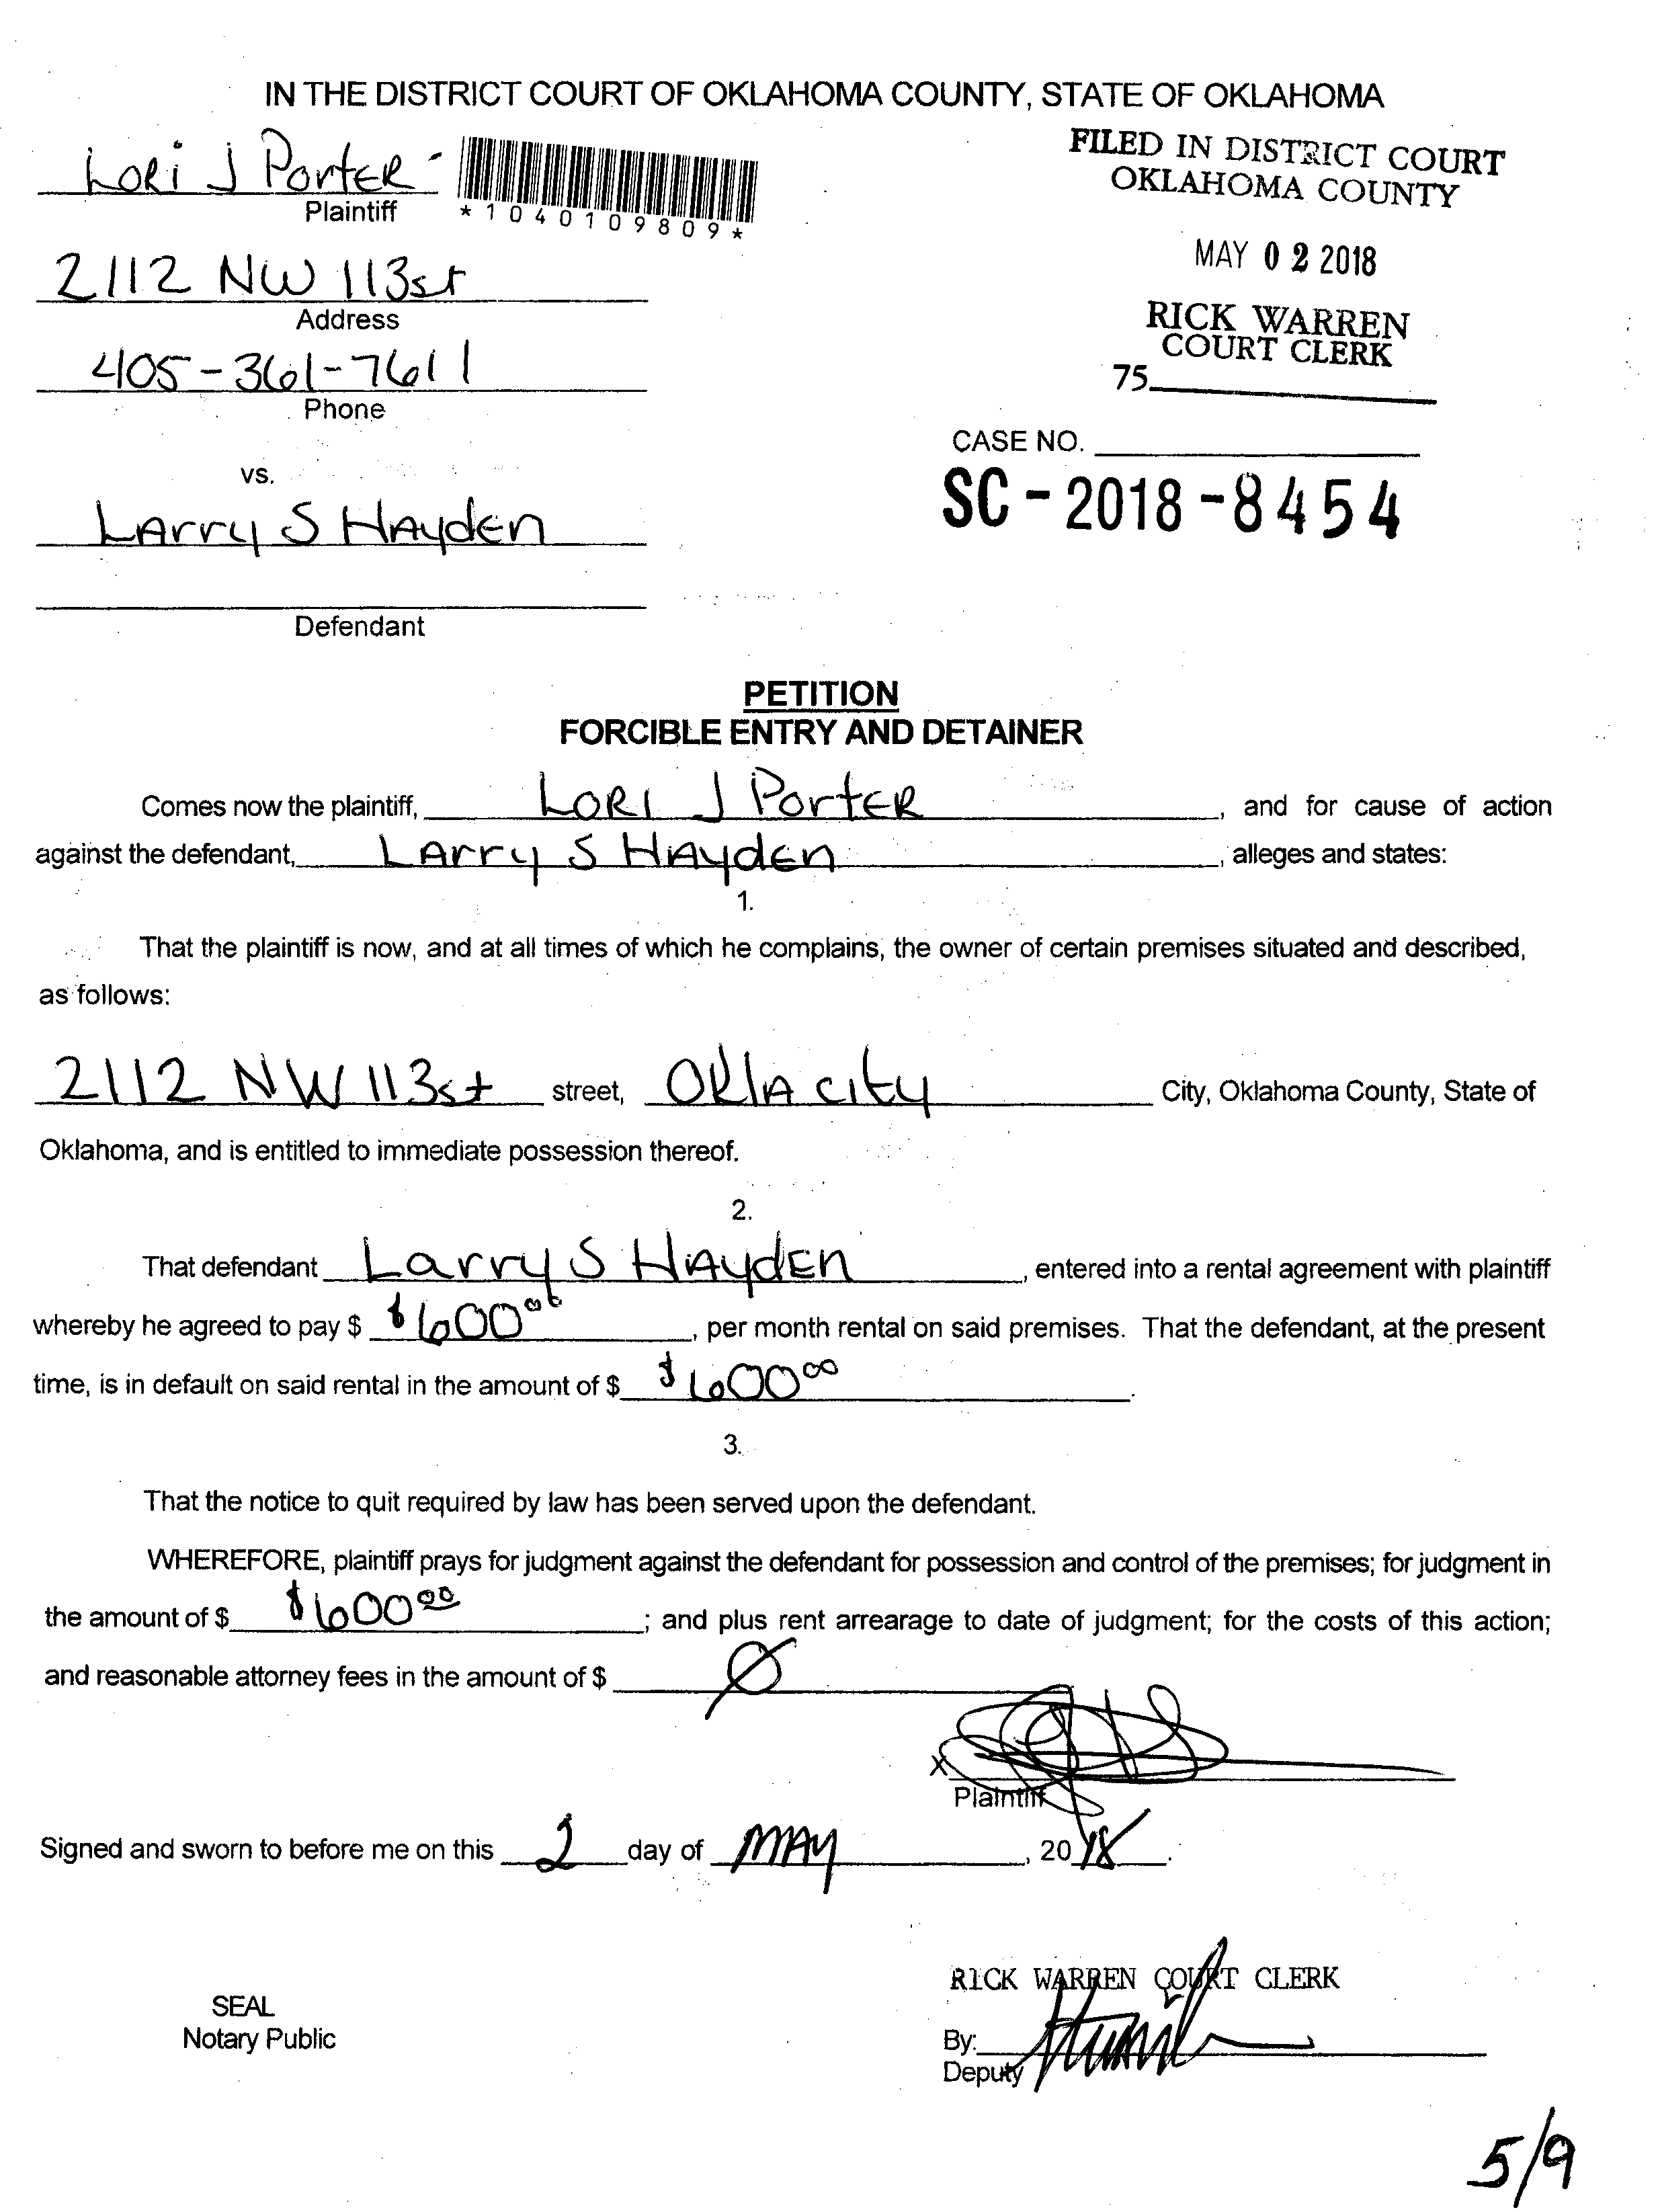 IN THE DISTRICT COURT OF OKLAHOMA COUNTY, STATE OF OKLAHOMA
LORi J PortER
Plaintiff
*1040109809*
FILED IN DISTRICT COURT
OKLAHOMA COUNTY
MAY 02 2018
RICK WARREN
COURT CLERK
75
2112 NW 113st
Address
405-361-7611
Phone
CASE NO.
SC-2018-8454
vs.
LArry S HAydEn
Defendant
PETITION
FORCIBLE ENTRY AND DETAINER
Comes now the plaintiff, LORI J PortER, and for cause of action
against the defendant, LArry S HAydEn, alleges and states:
1.
That the plaintiff is now, and at all times of which he complains, the owner of certain premises situated and described,
as follows:
2112 NW 113st street, OklA city City, Oklahoma County, State of
Oklahoma, and is entitled to immediate possession thereof.
2.
That defendant Larry S HAydEn, entered into a rental agreement with plaintiff
whereby he agreed to pay $ $600.00, per month rental on said premises. That the defendant, at the present
time, is in default on said rental in the amount of $ $600 00.
3.
That the notice to quit required by law has been served upon the defendant.
WHEREFORE, plaintiff prays for judgment against the defendant for possession and control of the premises; for judgment in
the amount of $ $600 00; and plus rent arrearage to date of judgment; for the costs of this action;
and reasonable attorney fees in the amount of $ Ø
X
Plaintiff
Signed and sworn to before me on this 2 day of MAY, 2018.
RICK WARREN COURT CLERK
SEAL
Notary Public
By:
Deputy
5/9